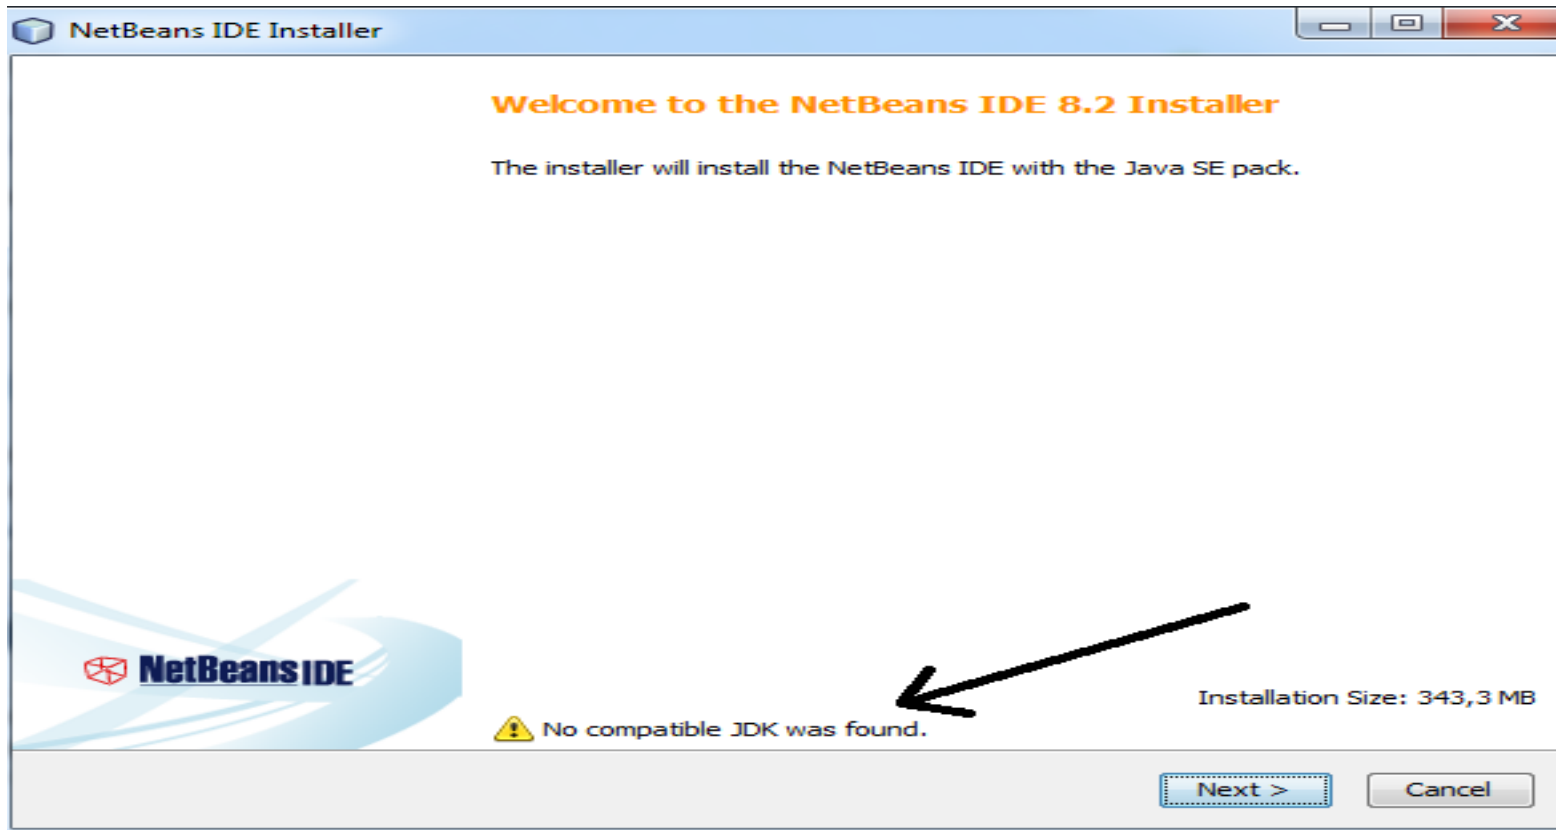 NetBeans IDE Installer
Welcome to the NetBeans IDE 8.2 Installer
The installer will install the NetBeans IDE with the Java SE pack.
NetBeans IDE
Installation Size: 343,3 MB
No compatible JDK was found.
Next >
Cancel